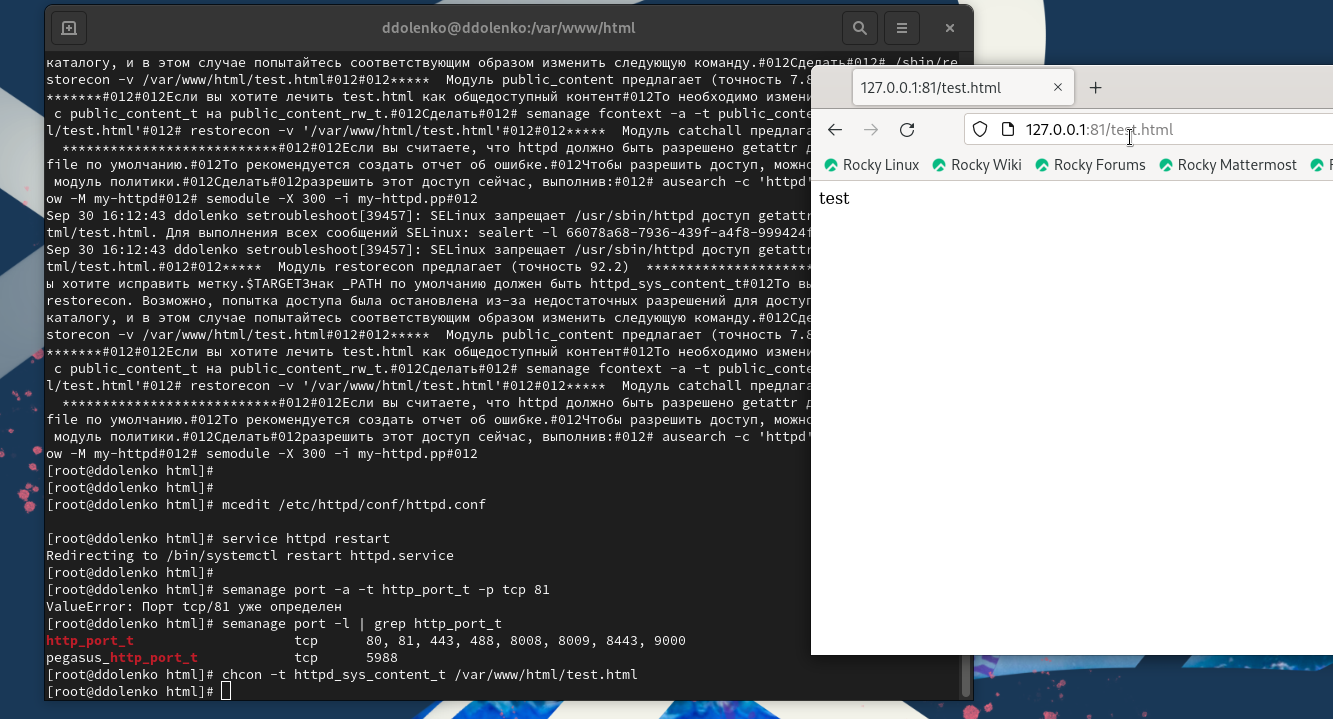 ddolenko@ddolenko:/var/www/html
каталогу, и в этом случае попытайтесь соответствующим образом изменить следующую команду.#012Сделать#012# /sbin/re
storecon -v /var/www/html/test.html#012#012*****  Модуль public_content предлагает (точность 7.8
*******#012#012Если вы хотите лечить test.html как общедоступный контент#012То необходимо измени
 с public_content_t на public_content_rw_t.#012Сделать#012# semanage fcontext -a -t public_conte
l/test.html'#012# restorecon -v '/var/www/html/test.html'#012#012*****  Модуль catchall предлага
  **************************#012#012Если вы считаете, что httpd должно быть разрешено getattr д
file по умолчанию.#012То рекомендуется создать отчет об ошибке.#012Чтобы разрешить доступ, можно
 модуль политики.#012Сделать#012разрешить этот доступ сейчас, выполнив:#012# ausearch -c 'httpd'
ow -M my-httpd#012# semodule -X 300 -i my-httpd.pp#012
Sep 30 16:12:43 ddolenko setroubleshoot[39457]: SELinux запрещает /usr/sbin/httpd доступ getattr
tml/test.html. Для выполнения всех сообщений SELinux: sealert -l 66078a68-7936-439f-a4f8-999424f
Sep 30 16:12:43 ddolenko setroubleshoot[39457]: SELinux запрещает /usr/sbin/httpd доступ getattr
tml/test.html.#012#012*****  Модуль restorecon предлагает (точность 92.2)  *********************
ы хотите исправить метку.$TARGETЗнак _PATH по умолчанию должен быть httpd_sys_content_t#012То вы
restorecon. Возможно, попытка доступа была остановлена из-за недостаточных разрешений для доступ
каталогу, и в этом случае попытайтесь соответствующим образом изменить следующую команду.#012Сде
storecon -v /var/www/html/test.html#012#012*****  Модуль public_content предлагает (точность 7.8
*******#012#012Если вы хотите лечить test.html как общедоступный контент#012То необходимо измени
 с public_content_t на public_content_rw_t.#012Сделать#012# semanage fcontext -a -t public_conte
l/test.html'#012# restorecon -v '/var/www/html/test.html'#012#012*****  Модуль catchall предлага
  **************************#012#012Если вы считаете, что httpd должно быть разрешено getattr д
file по умолчанию.#012То рекомендуется создать отчет об ошибке.#012Чтобы разрешить доступ, можно
 модуль политики.#012Сделать#012разрешить этот доступ сейчас, выполнив:#012# ausearch -c 'httpd'
ow -M my-httpd#012# semodule -X 300 -i my-httpd.pp#012
[root@ddolenko html]#
[root@ddolenko html]#
[root@ddolenko html]# mcedit /etc/httpd/conf/httpd.conf
[root@ddolenko html]# service httpd restart
Redirecting to /bin/systemctl restart httpd.service
[root@ddolenko html]#
[root@ddolenko html]# semanage port -a -t http_port_t -p tcp 81
ValueError: Порт tcp/81 уже определен
[root@ddolenko html]# semanage port -l | grep http_port_t
http_port_t                    tcp      80, 81, 443, 488, 8008, 8009, 8443, 9000
pegasus_http_port_t            tcp      5988
[root@ddolenko html]# chcon -t httpd_sys_content_t /var/www/html/test.html
[root@ddolenko html]#
127.0.0.1:81/test.html
127.0.0.1:81/test.html
Rocky Linux Rocky Wiki Rocky Forums Rocky Mattermost
test